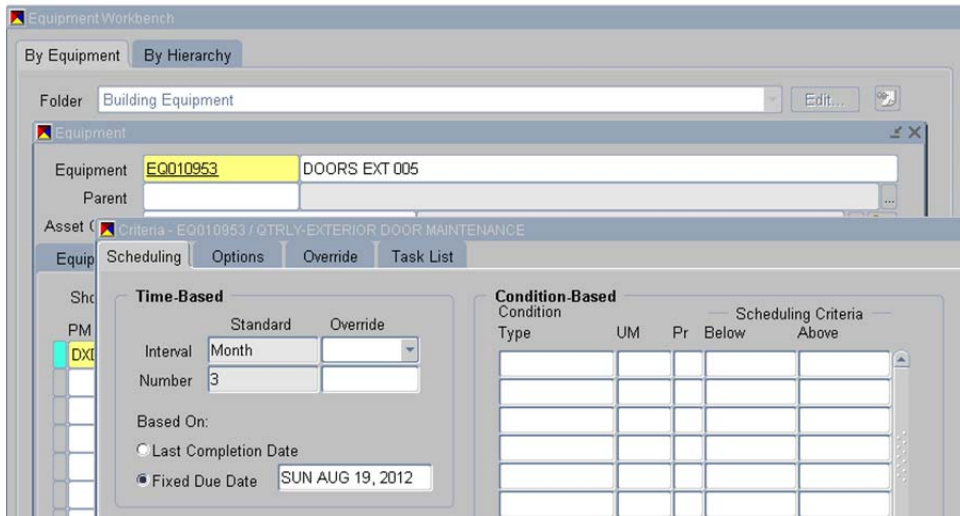 Equipment Workbench
By Equipment By Hierarchy
Folder Building Equipment Edit...
Equipment
Equipment EQ010953 DOORS EXT 005
Parent ...
Asset
Criteria - EQ010953 / QTRLY-EXTERIOR DOOR MAINTENANCE
Equip Scheduling Options Override Task List
Time-Based Condition-Based
Condition Scheduling Criteria
Standard Override Type UM Pr Below Above
PM
Interval Month
Number 3
Based On:
Last Completion Date
Fixed Due Date SUN AUG 19, 2012